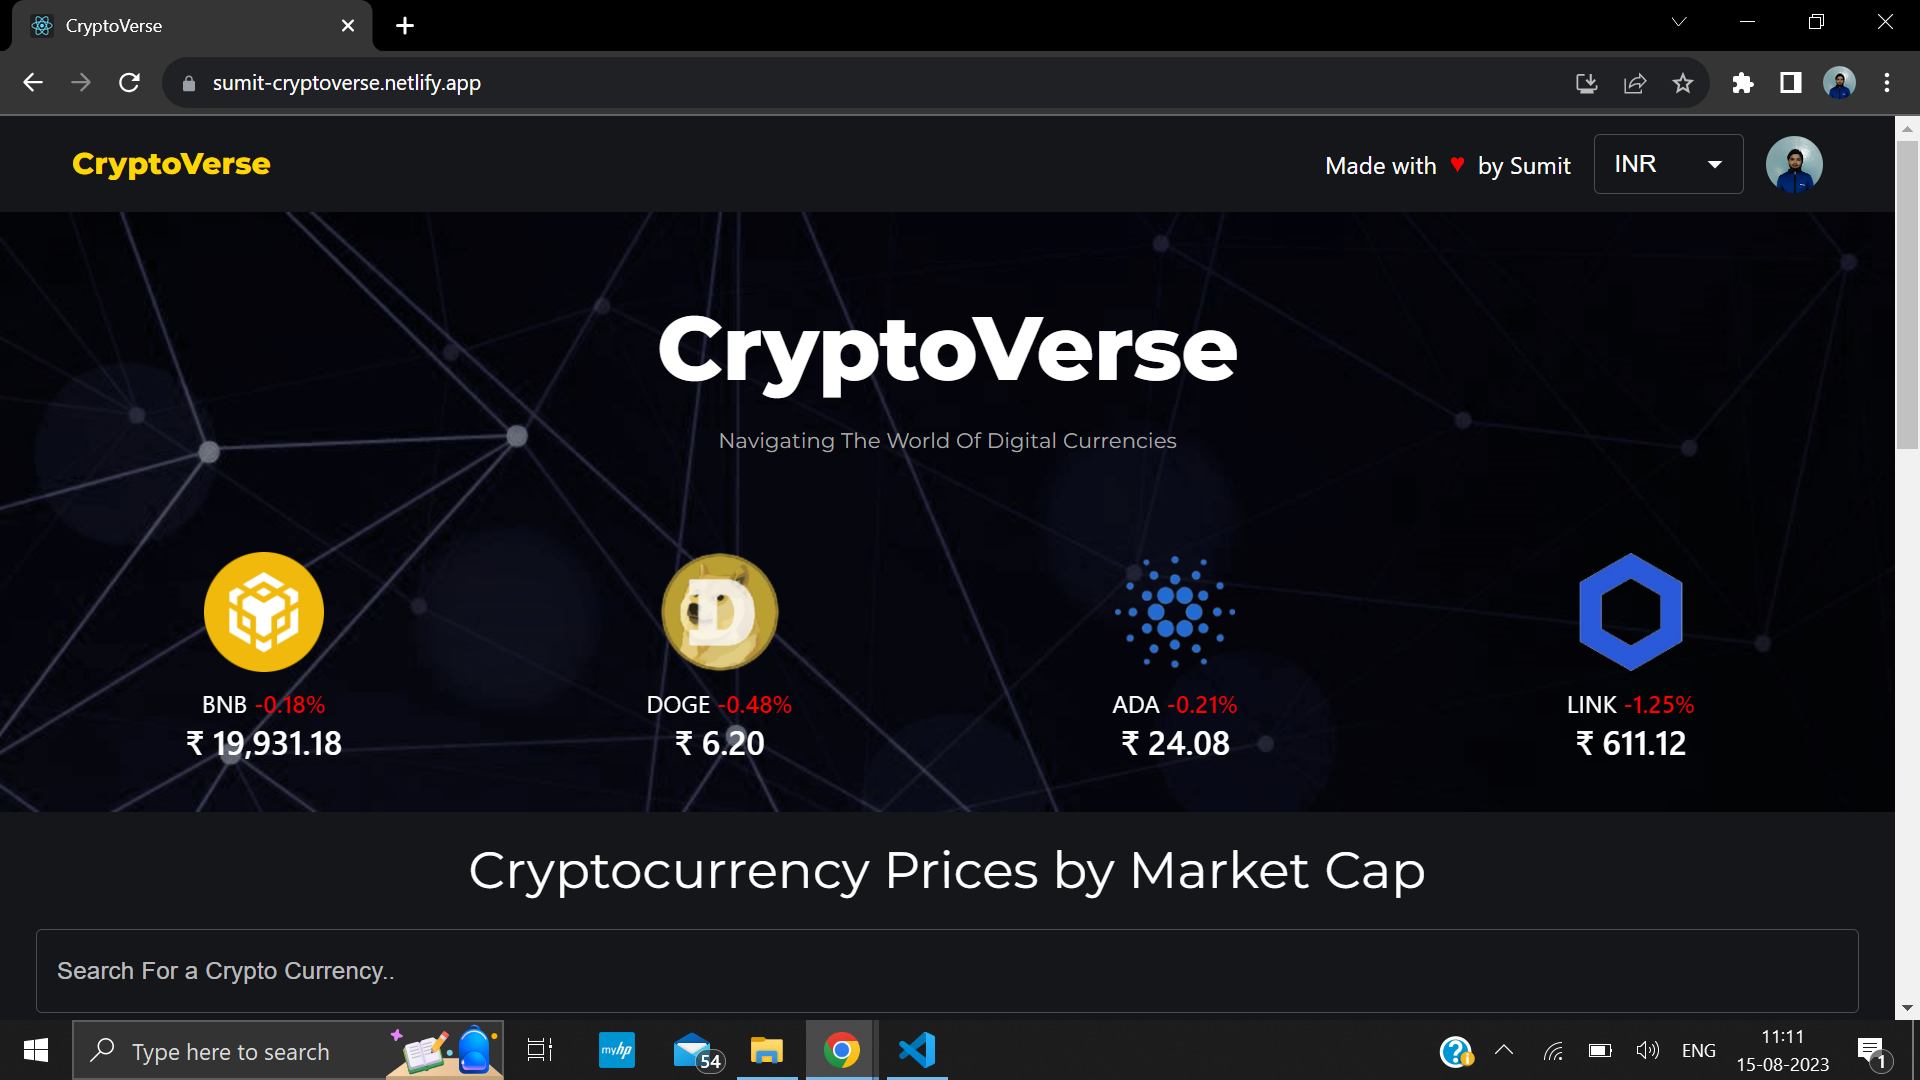 CryptoVerse
sumit-cryptoverse.netlify.app
CryptoVerse
Made with ♥ by Sumit
INR
CryptoVerse
Navigating The World Of Digital Currencies
BNB -0.18%
₹ 19,931.18
DOGE -0.48%
₹ 6.20
ADA -0.21%
₹ 24.08
LINK -1.25%
₹ 611.12
Cryptocurrency Prices by Market Cap
Search For a Crypto Currency..
Type here to search
myhp
54
ENG
11:11
15-08-2023
1